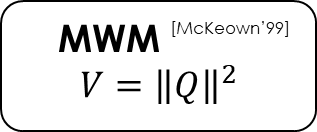 MWM [McKeown'99]
V = ‖Q‖²